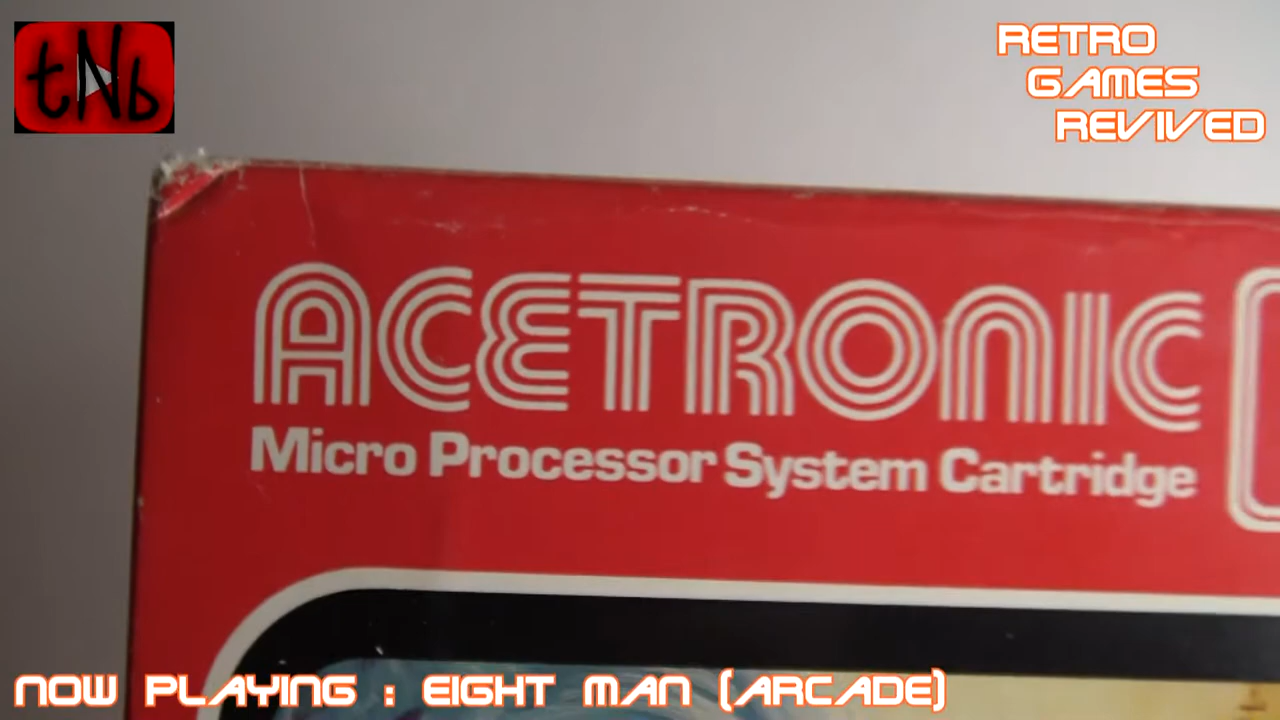 tNb
RETRO
GAMES
REVIVED
ACETRONIC
Micro Processor System Cartridge
NOW PLAYING : EIGHT MAN (ARCADE)